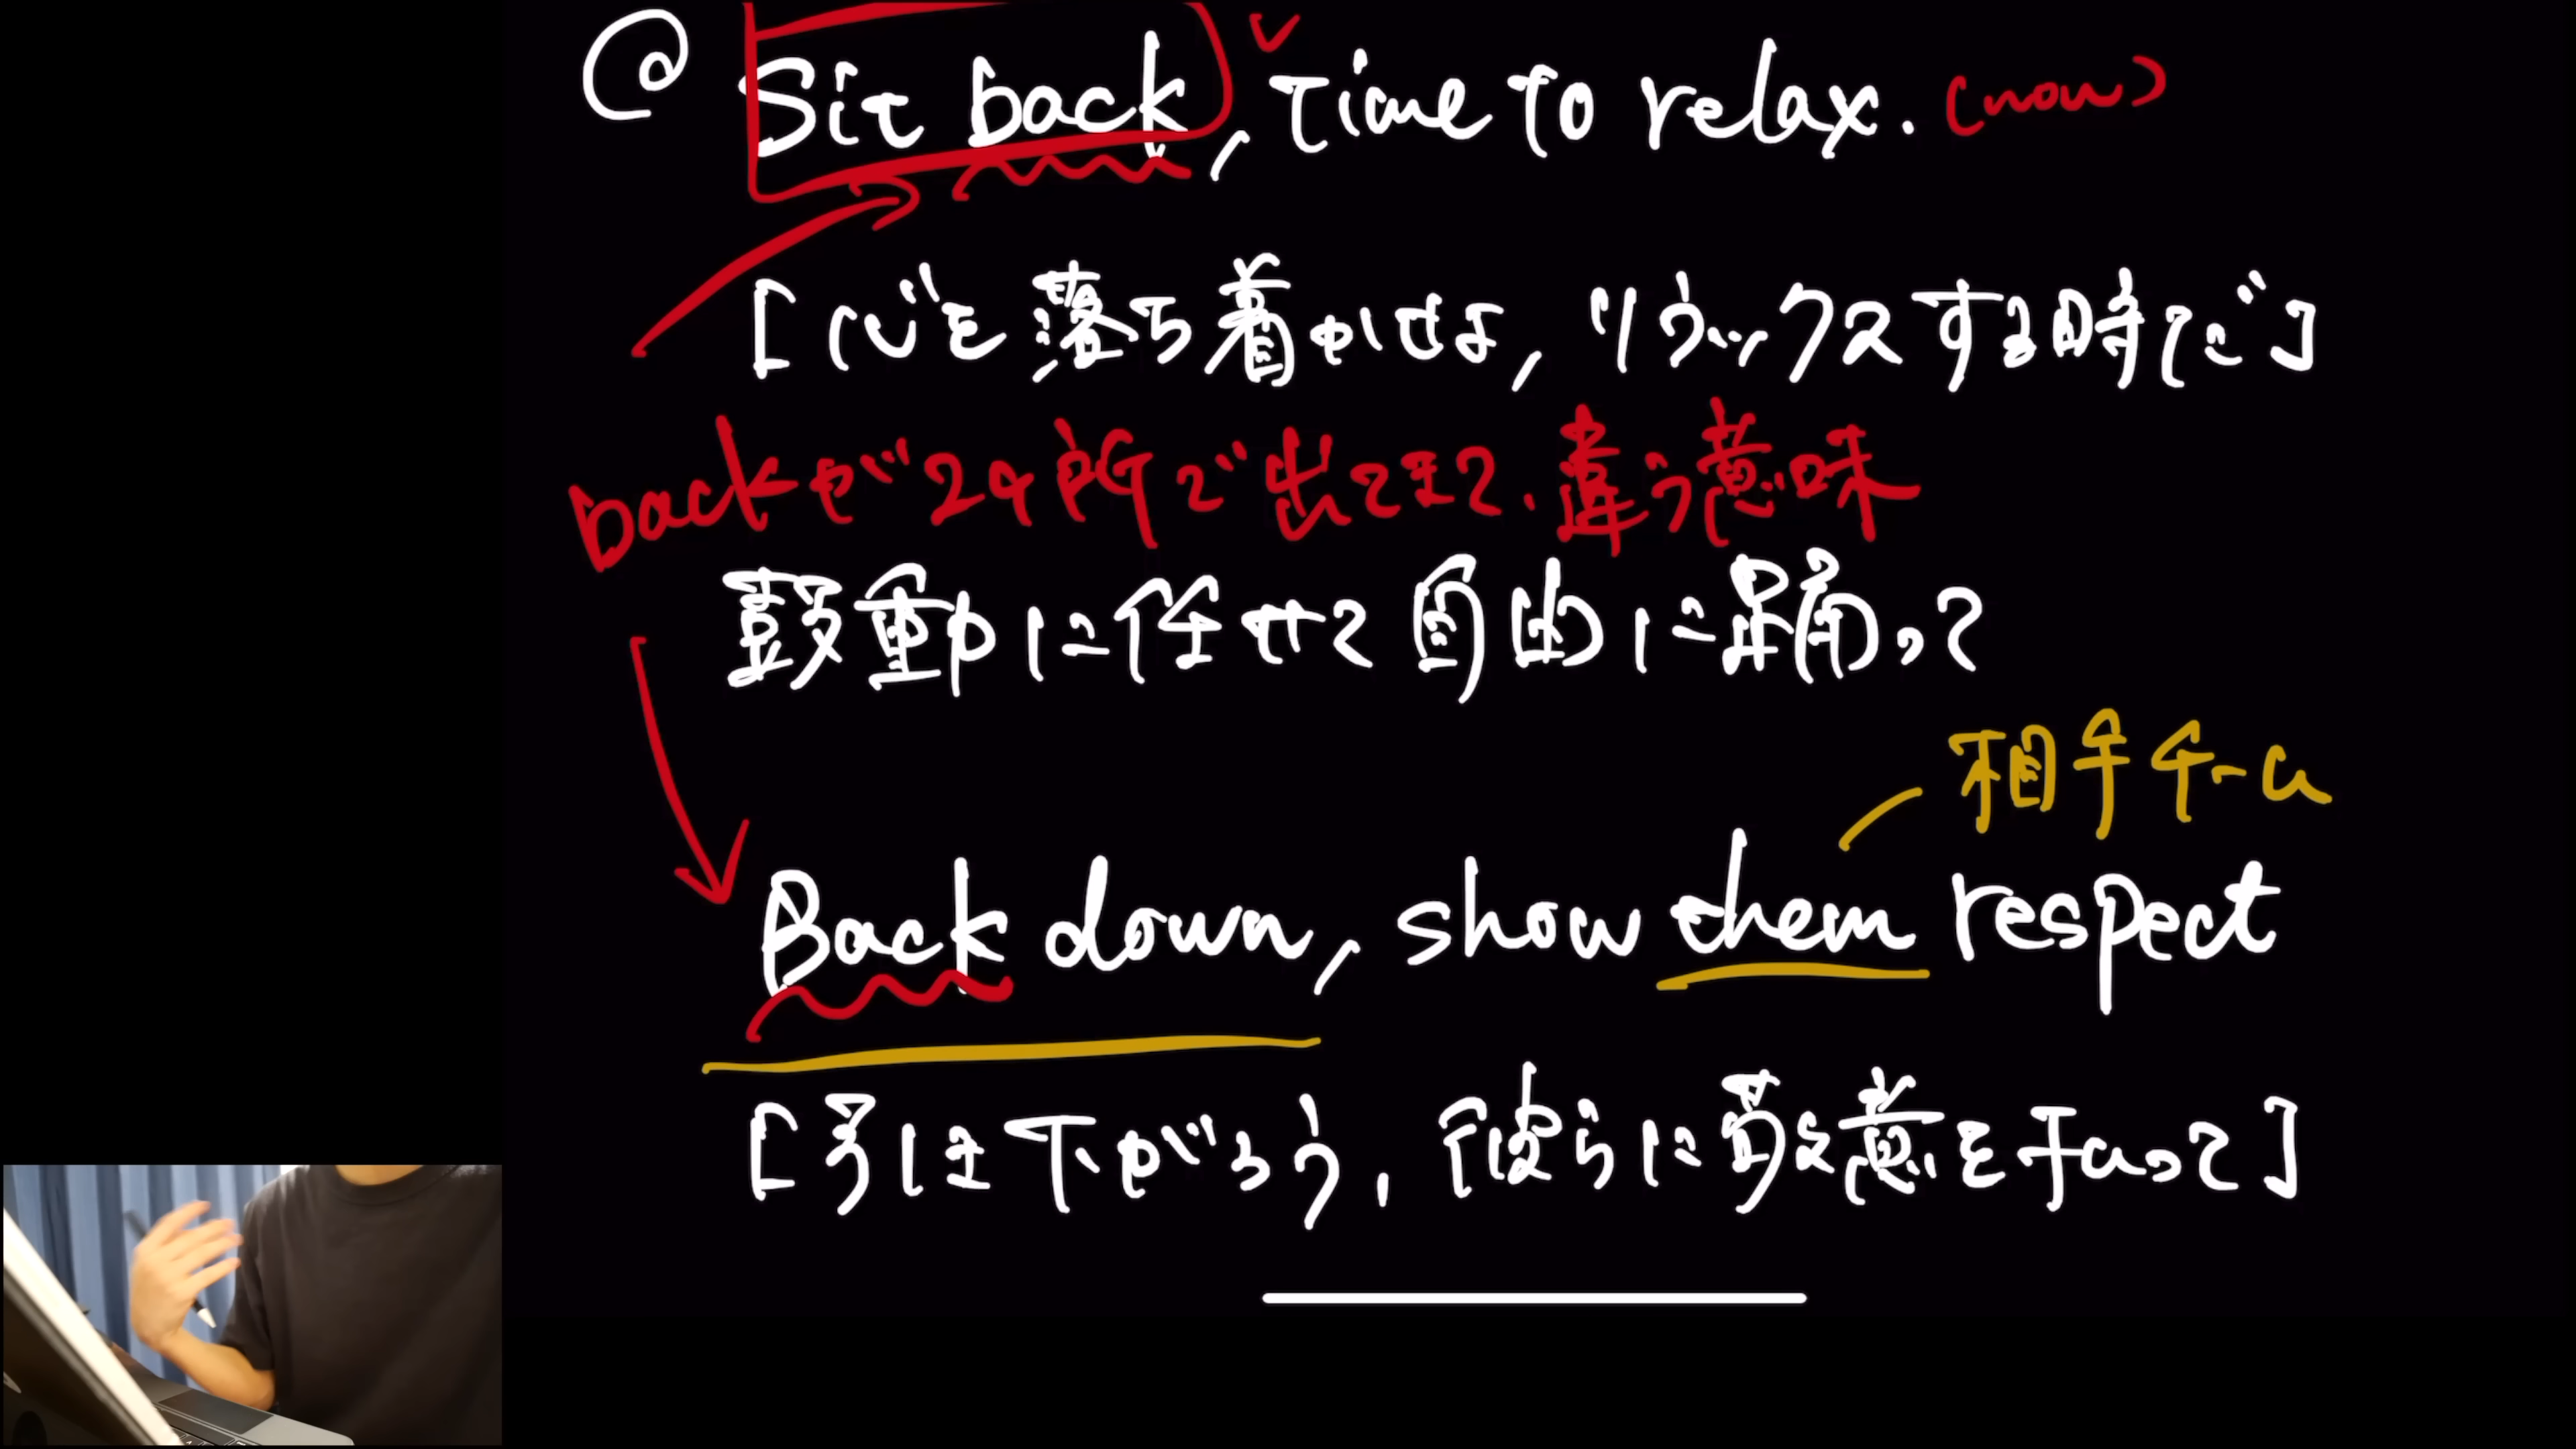 @ Sit back, time to relax. (now)
[心を落ち着かせよ, リラックスする時だ]
backが2ヶ所で出てきて、違う意味
鼓動に任せて自由に踊って
相手チーム
Back down, show them respect
[引き下がろう, 彼らに敬意を払って]